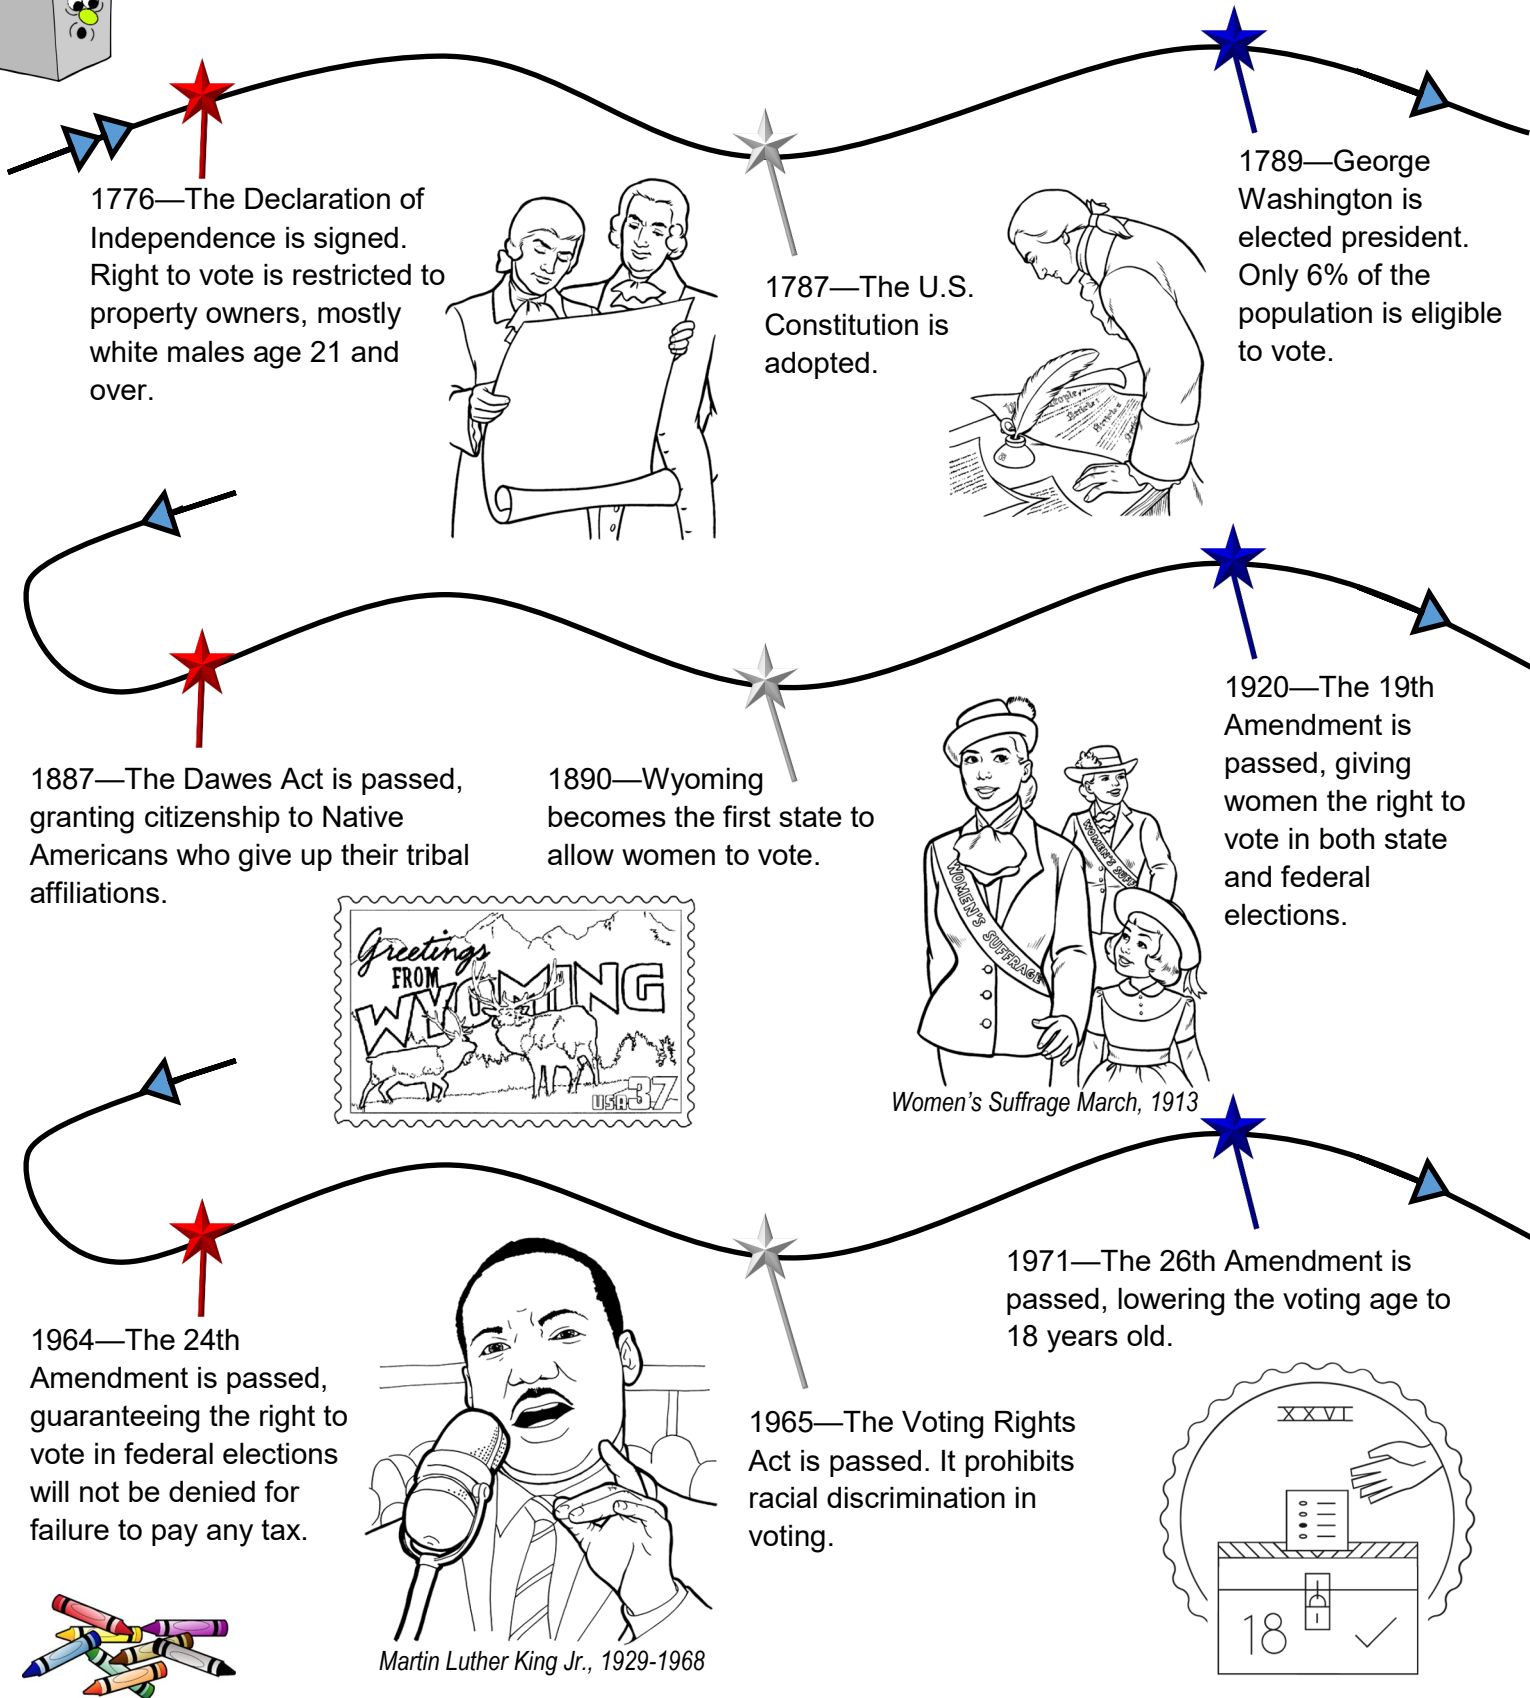 1776—The Declaration of
Independence is signed.
Right to vote is restricted to
property owners, mostly
white males age 21 and
over.
1787—The U.S.
Constitution is
adopted.
1789—George
Washington is
elected president.
Only 6% of the
population is eligible
to vote.
1887—The Dawes Act is passed,
granting citizenship to Native
Americans who give up their tribal
affiliations.
1890—Wyoming
becomes the first state to
allow women to vote.
Greetings
FROM
WYOMING
USA 37
WOMEN'S SUFFRAGE
WOMEN'S SUFF
Women's Suffrage March, 1913
1920—The 19th
Amendment is
passed, giving
women the right to
vote in both state
and federal
elections.
1964—The 24th
Amendment is passed,
guaranteeing the right to
vote in federal elections
will not be denied for
failure to pay any tax.
Martin Luther King Jr., 1929-1968
1965—The Voting Rights
Act is passed. It prohibits
racial discrimination in
voting.
1971—The 26th Amendment is
passed, lowering the voting age to
18 years old.
XXVI
18